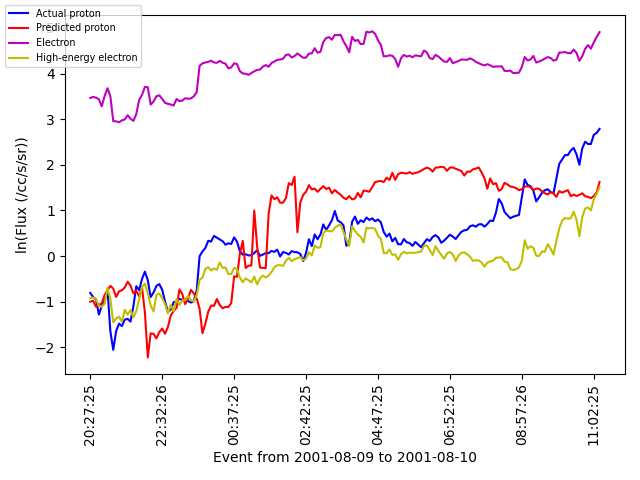 Actual proton
Predicted proton
Electron
High-energy electron
ln(Flux (/cc/s/sr))
4
3
2
1
0
−1
−2
20:27:25
22:32:26
00:37:25
02:42:25
04:47:25
06:52:25
08:57:26
11:02:25
Event from 2001-08-09 to 2001-08-10